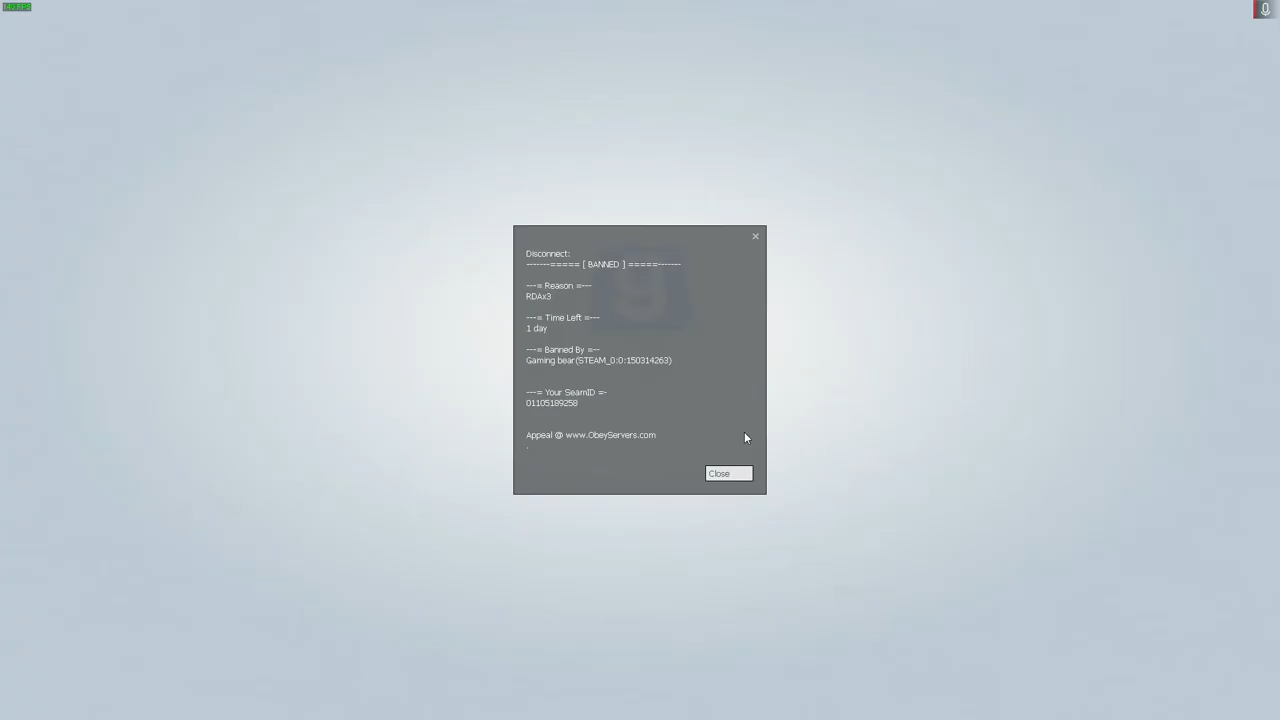 Disconnect:
-------===== [ BANNED ] =====-------
---= Reason =---
RDAx3
---= Time Left =---
1 day
---= Banned By =--
Gaming bear(STEAM_0:0:150314263)
---= Your SeamID =-
01105189258
Appeal @ www.ObeyServers.com
.
Close